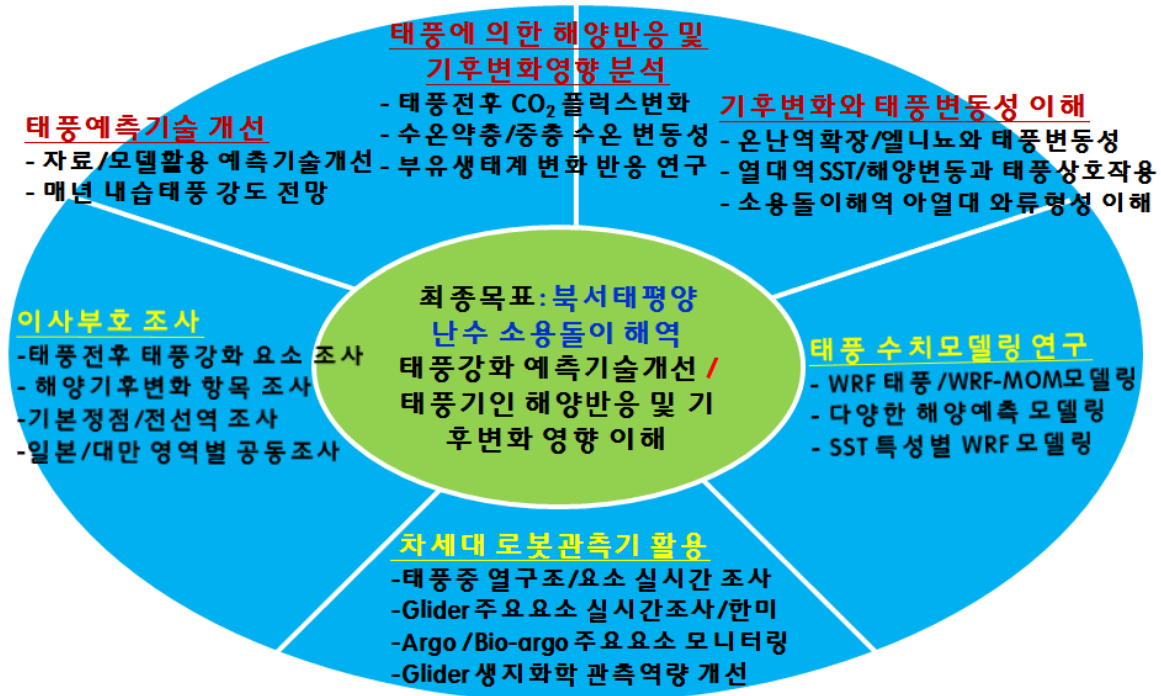 태풍에 의한 해양반응 및
기후변화영향 분석
- 태풍전후 CO₂ 플럭스변화
- 수온약층/중층 수온 변동성
- 부유생태계 변화 반응 연구
태풍예측기술 개선
- 자료/모델활용 예측기술개선
- 매년 내습태풍 강도 전망
기후변화와 태풍변동성 이해
- 온난역확장/엘니뇨와 태풍변동성
- 열대역SST/해양변동과 태풍상호작용
- 소용돌이해역 아열대 와류형성 이해
최종목표: 북서태평양
난수 소용돌이 해역
태풍강화 예측기술개선 /
태풍기인 해양반응 및 기
후변화 영향 이해
이사부호 조사
-태풍전후 태풍강화 요소 조사
- 해양기후변화 항목 조사
-기본정점/전선역 조사
-일본/대만 영역별 공동조사
태풍 수치모델링 연구
- WRF 태풍/WRF-MOM모델링
- 다양한 해양예측 모델링
- SST 특성별 WRF 모델링
차세대 로봇관측기 활용
-태풍중 열구조/요소 실시간 조사
-Glider 주요요소 실시간조사/한미
-Argo /Bio-argo 주요요소 모니터링
-Glider 생지화학 관측역량 개선